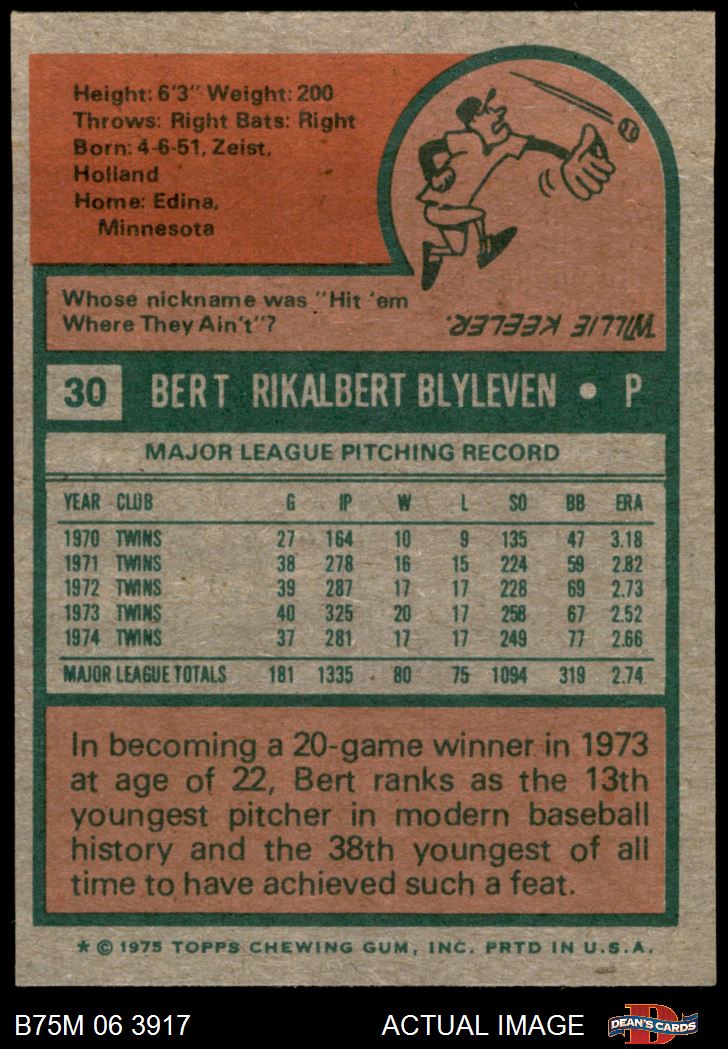 Height: 6'3" Weight: 200
Throws: Right Bats: Right
Born: 4-6-51, Zeist,
Holland
Home: Edina,
Minnesota
Whose nickname was "Hit 'em
Where They Ain't"?
WILLIE KEELER.
30 BERT RIKALBERT BLYLEVEN • P
MAJOR LEAGUE PITCHING RECORD
YEAR CLUB G IP W L SO BB ERA
1970 TWINS 27 164 10 9 135 47 3.18
1971 TWINS 38 278 16 15 224 59 2.82
1972 TWINS 39 287 17 17 228 69 2.73
1973 TWINS 40 325 20 17 258 67 2.52
1974 TWINS 37 281 17 17 249 77 2.66
MAJOR LEAGUE TOTALS 181 1335 80 75 1094 319 2.74
In becoming a 20-game winner in 1973
at age of 22, Bert ranks as the 13th
youngest pitcher in modern baseball
history and the 38th youngest of all
time to have achieved such a feat.
* © 1975 TOPPS CHEWING GUM, INC. PRTD IN U.S.A.
B75M 06 3917 ACTUAL IMAGE D DEAN'S CARDS